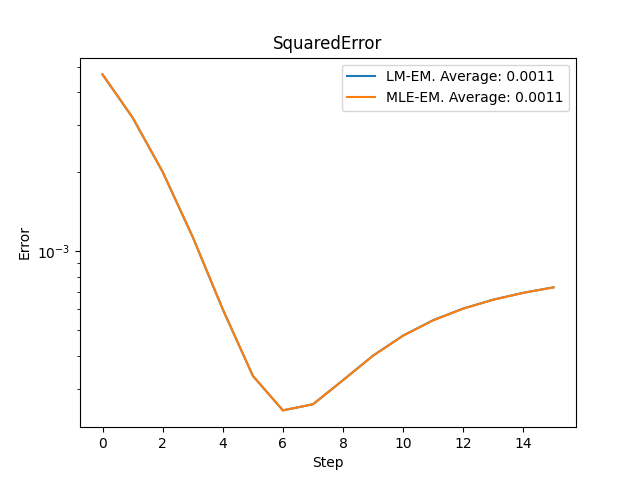 SquaredError
LM-EM. Average: 0.0011
MLE-EM. Average: 0.0011
Error
10⁻³
0 2 4 6 8 10 12 14
Step